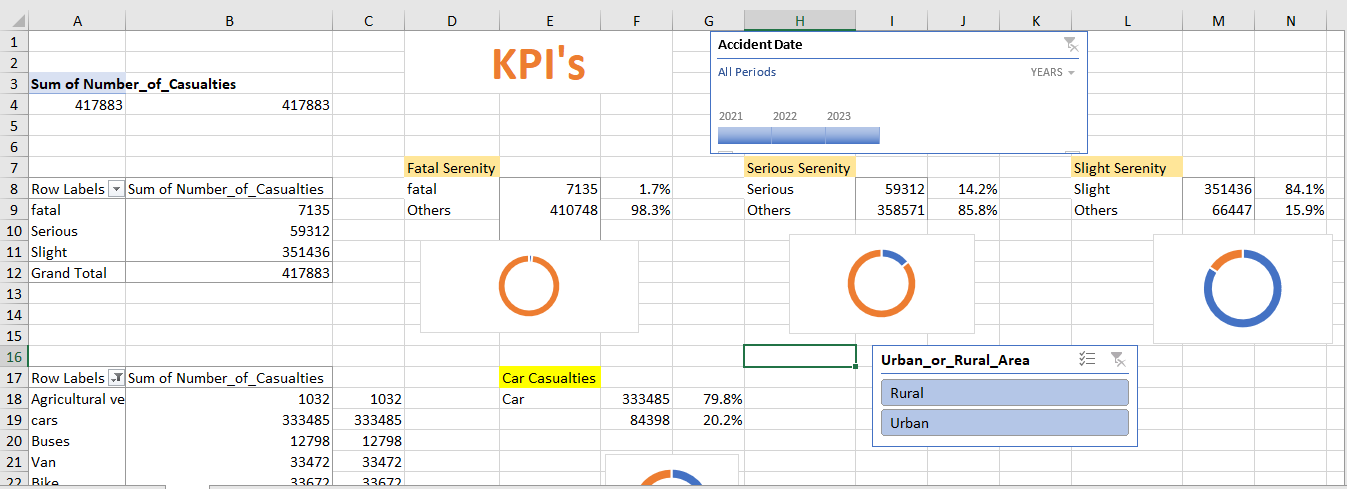 A B C D E F G H I J K L M N
1 KPI's Accident Date
2
3 Sum of Number_of_Casualties All Periods YEARS
4 417883 417883
5 2021 2022 2023
6
7 Fatal Serenity Serious Serenity Slight Serenity
8 Row Labels Sum of Number_of_Casualties fatal 7135 1.7% Serious 59312 14.2% Slight 351436 84.1%
9 fatal 7135 Others 410748 98.3% Others 358571 85.8% Others 66447 15.9%
10 Serious 59312
11 Slight 351436
12 Grand Total 417883
13
14
15
16 Urban_or_Rural_Area
17 Row Labels Sum of Number_of_Casualties Car Casualties
18 Agricultural ve 1032 1032 Car 333485 79.8% Rural
19 cars 333485 333485 84398 20.2% Urban
20 Buses 12798 12798
21 Van 33472 33472
22 Bike 33672 33672